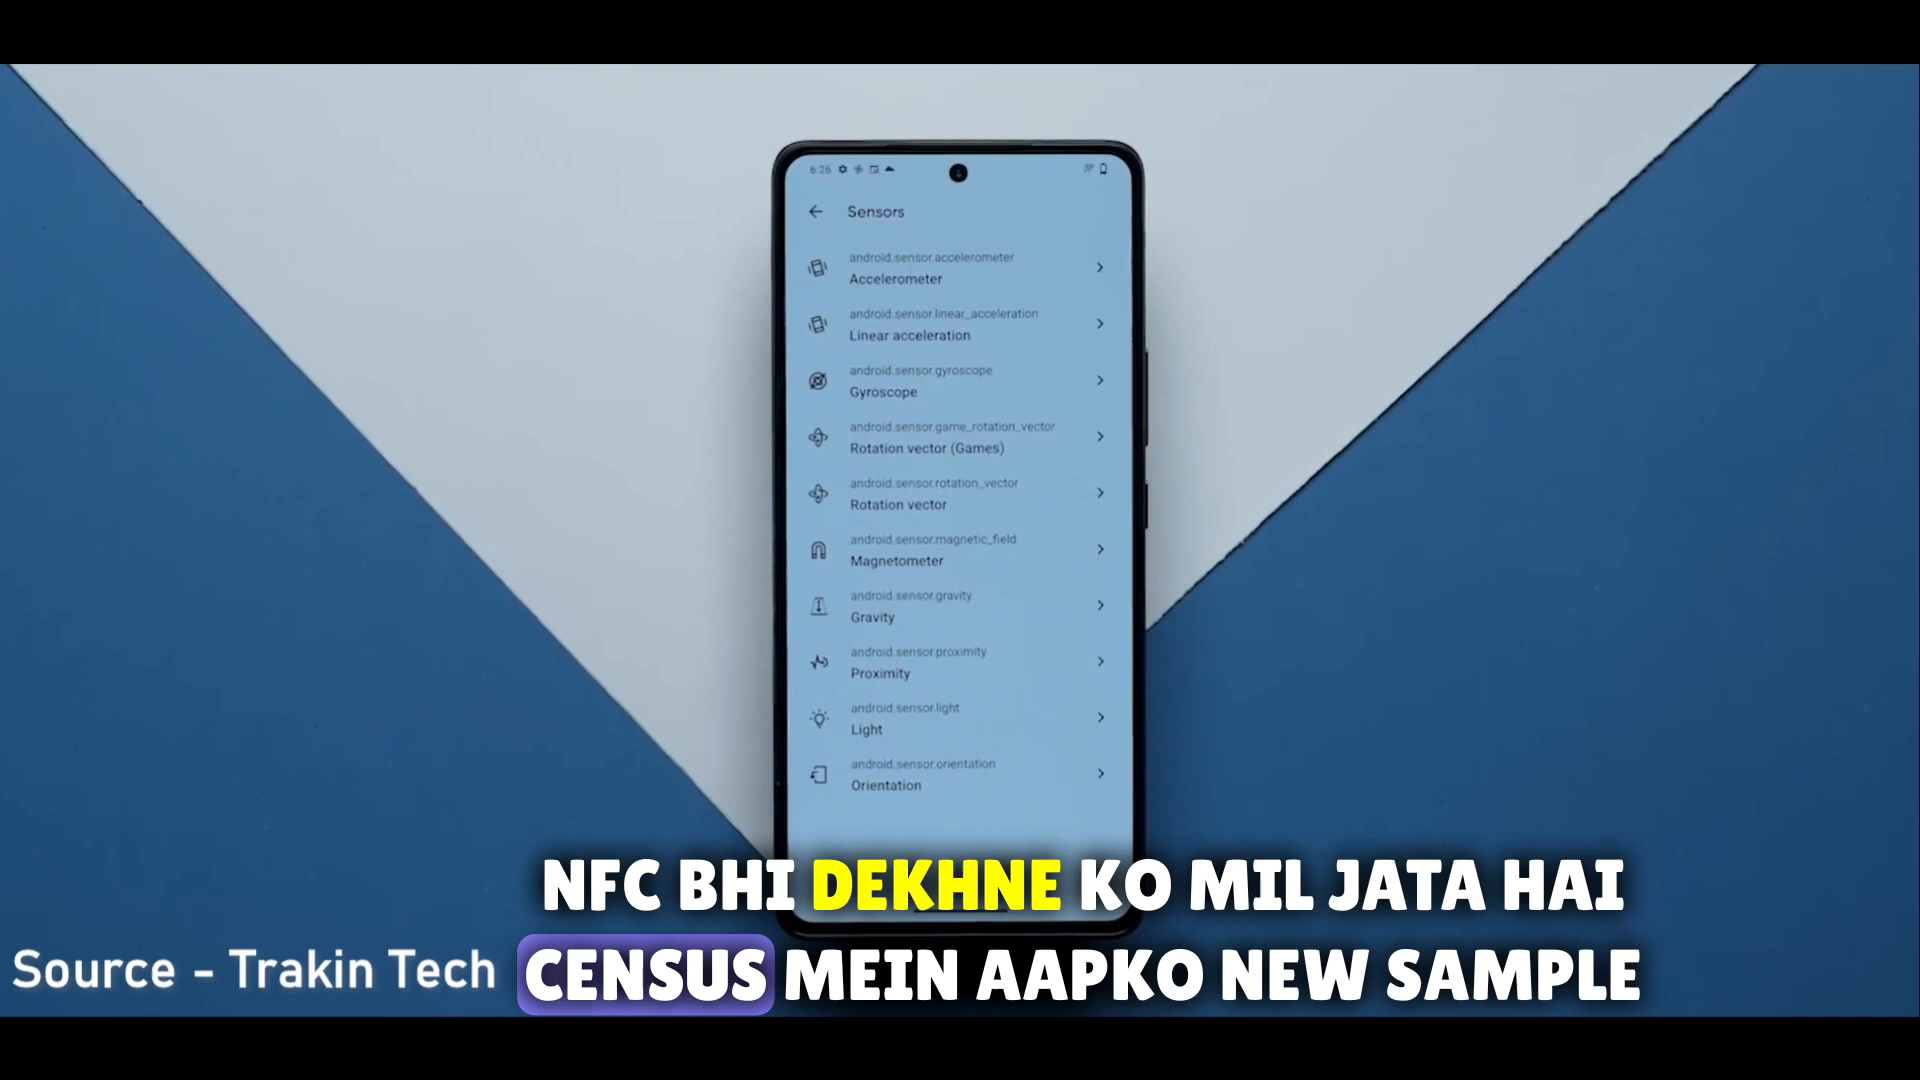 6:26
Sensors
android.sensor.accelerometer
Accelerometer
android.sensor.linear_acceleration
Linear acceleration
android.sensor.gyroscope
Gyroscope
android.sensor.game_rotation_vector
Rotation vector (Games)
android.sensor.rotation_vector
Rotation vector
android.sensor.magnetic_field
Magnetometer
android.sensor.gravity
Gravity
android.sensor.proximity
Proximity
android.sensor.light
Light
android.sensor.orientation
Orientation
NFC BHI DEKHNE KO MIL JATA HAI
CENSUS MEIN AAPKO NEW SAMPLE
Source - Trakin Tech